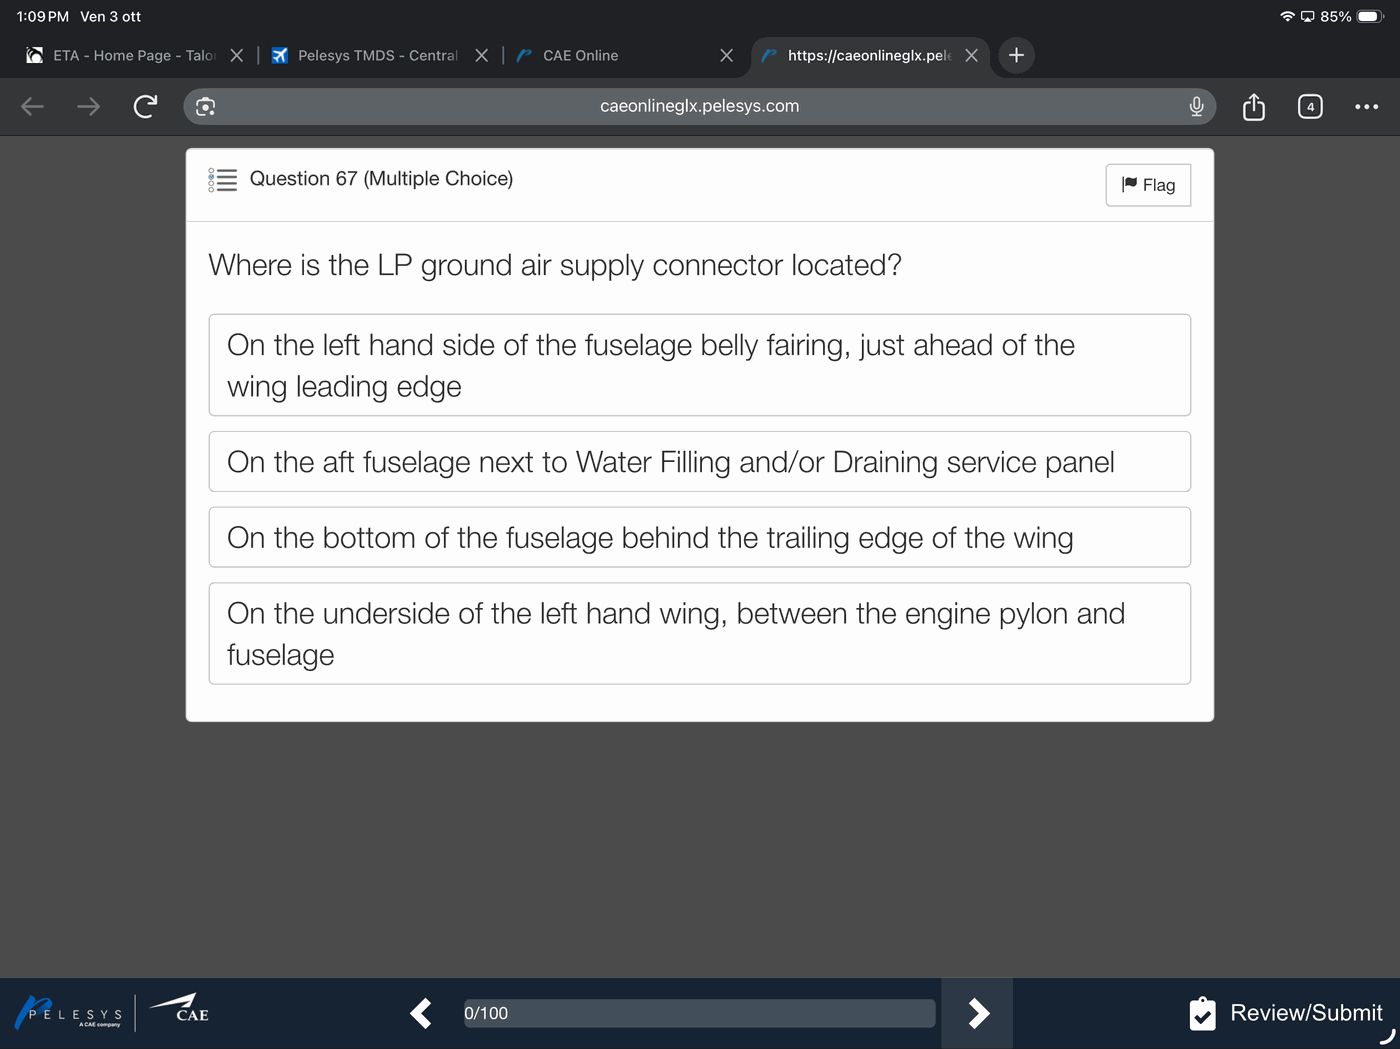 1:09 PM Ven 3 ott
85%
ETA - Home Page - Talo
Pelesys TMDS - Central
CAE Online
https://caeonlineglx.pele
caeonlineglx.pelesys.com
4
Question 67 (Multiple Choice)
Flag
Where is the LP ground air supply connector located?
On the left hand side of the fuselage belly fairing, just ahead of the
wing leading edge
On the aft fuselage next to Water Filling and/or Draining service panel
On the bottom of the fuselage behind the trailing edge of the wing
On the underside of the left hand wing, between the engine pylon and
fuselage
PELESYS
A CAE company
CAE
0/100
Review/Submit